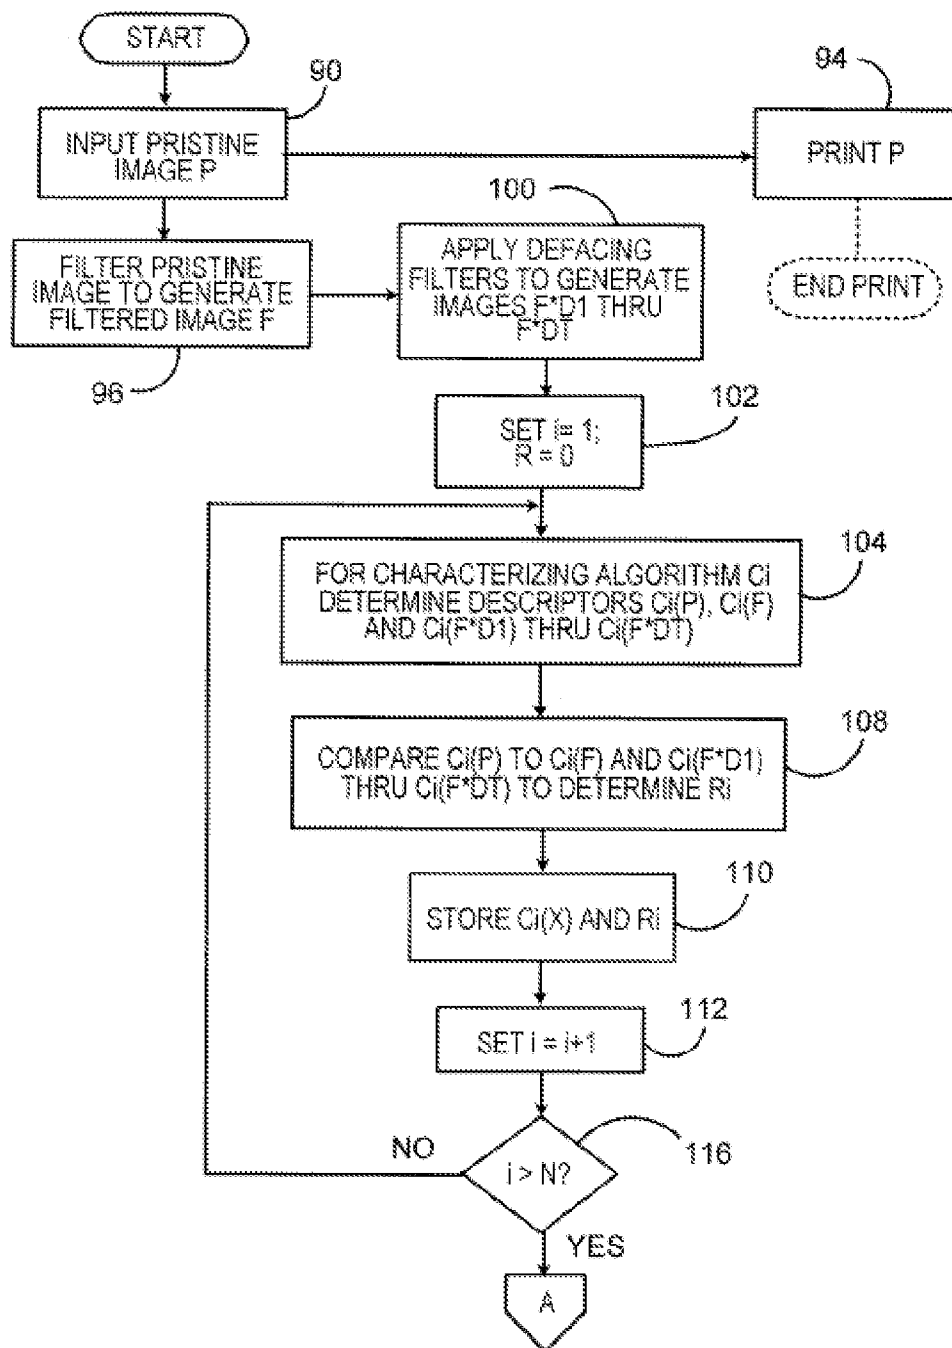 START
90
94
INPUT PRISTINE
IMAGE P
PRINT P
100
FILTER PRISTINE
IMAGE TO GENERATE
FILTERED IMAGE F
APPLY DEFACING
FILTERS TO GENERATE
IMAGES F*D1 THRU
F*DT
END PRINT
96
102
SET i= 1;
R = 0
104
FOR CHARACTERIZING ALGORITHM Ci
DETERMINE DESCRIPTORS Ci(P), Ci(F)
AND Ci(F*D1) THRU Ci(F*DT)
108
COMPARE Ci(P) TO Ci(F) AND Ci(F*D1)
THRU Ci(F*DT) TO DETERMINE Ri
110
STORE Ci(X) AND Ri
112
SET i = i+1
116
NO
i > N?
YES
A